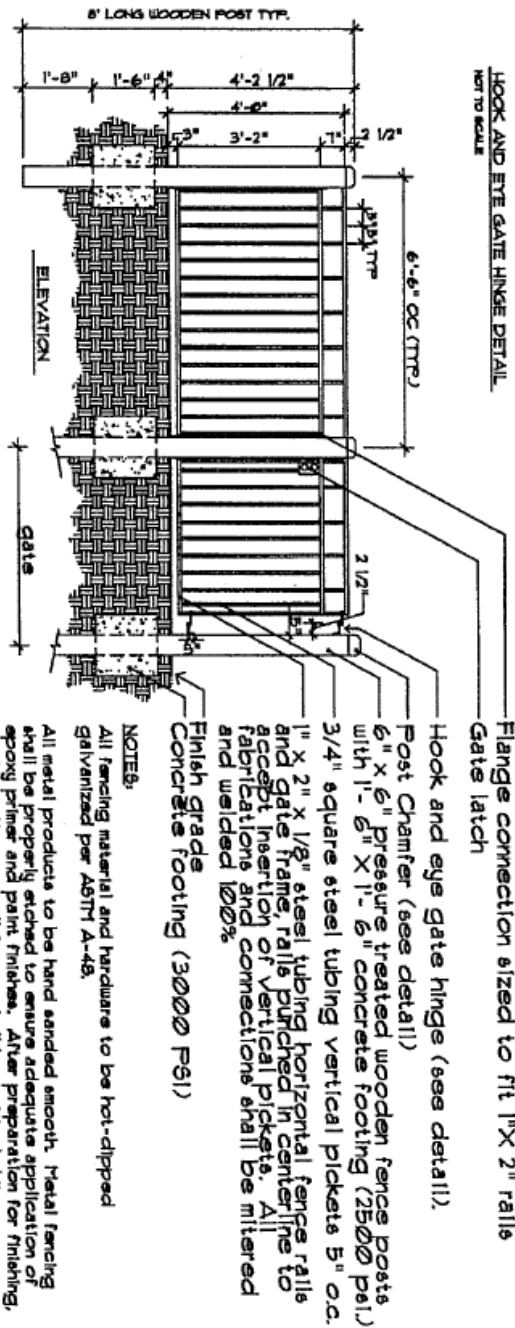 HOOK AND EYE GATE HINGE DETAIL
NOT TO SCALE
8' LONG WOODEN POST TYP.
1'-8"
1'-6"
4"
4'-2 1/2"
4'-0"
3"
3'-2"
7"
2 1/2"
6'-6" OC (TYP.)
TYP
2 1/2"
5"
gate
ELEVATION
Flange connection sized to fit 1"X 2" rails
Gate latch
Hook and eye gate hinge (see detail).
Post Chamfer (see detail)
6" x 6" pressure treated wooden fence posts
with 1'- 6" X 1'- 6" concrete footing (2500 psi.)
3/4" square steel tubing vertical pickets 5" o.c.
1" x 2" x 1/8" steel tubing horizontal fence rails
and gate frame, rails punched in centerline to
accept insertion of vertical pickets. All
fabrications and connections shall be mitered
and welded 100%
Finish grade
Concrete footing (3000 PSI.)
NOTES:
All fencing material and hardware to be hot-dipped
galvanized per ASTM A-48.
All metal products to be hand sanded smooth. Metal fencing
shall be properly etched to ensure adequate application of
epoxy primer and paint finishes. After preparation for finishing,